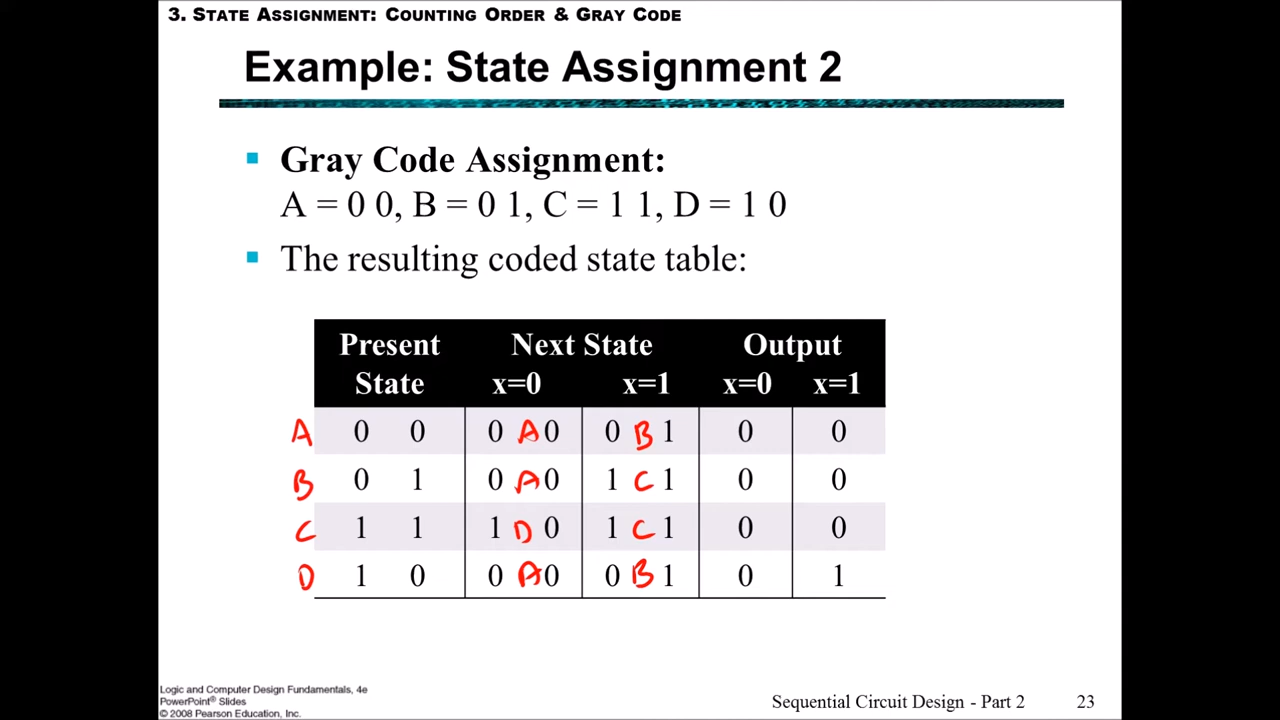 3. STATE ASSIGNMENT: COUNTING ORDER & GRAY CODE
Example: State Assignment 2
Gray Code Assignment:
A = 0 0, B = 0 1, C = 1 1, D = 1 0
The resulting coded state table:
Present Next State Output
State x=0 x=1 x=0 x=1
A 0 0 0 A 0 0 B 1 0 0
B 0 1 0 A 0 1 C 1 0 0
C 1 1 1 D 0 1 C 1 0 0
D 1 0 0 A 0 0 B 1 0 1
Logic and Computer Design Fundamentals, 4e
PowerPoint® Slides
© 2008 Pearson Education, Inc.
Sequential Circuit Design - Part 2 23